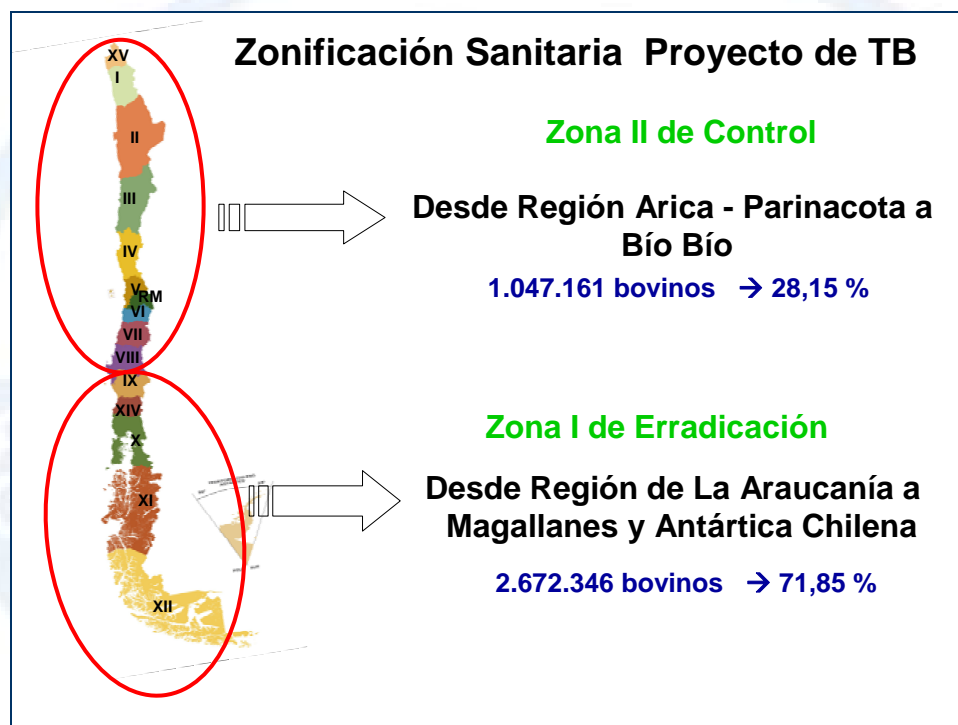 Zonificación Sanitaria Proyecto de TB
XV
I
II
III
IV
V
RM
VI
VII
VIII
IX
XIV
X
XI
XII
Zona II de Control
Desde Región Arica - Parinacota a
Bío Bío
1.047.161 bovinos → 28,15 %
Zona I de Erradicación
Desde Región de La Araucanía a
Magallanes y Antártica Chilena
2.672.346 bovinos → 71,85 %